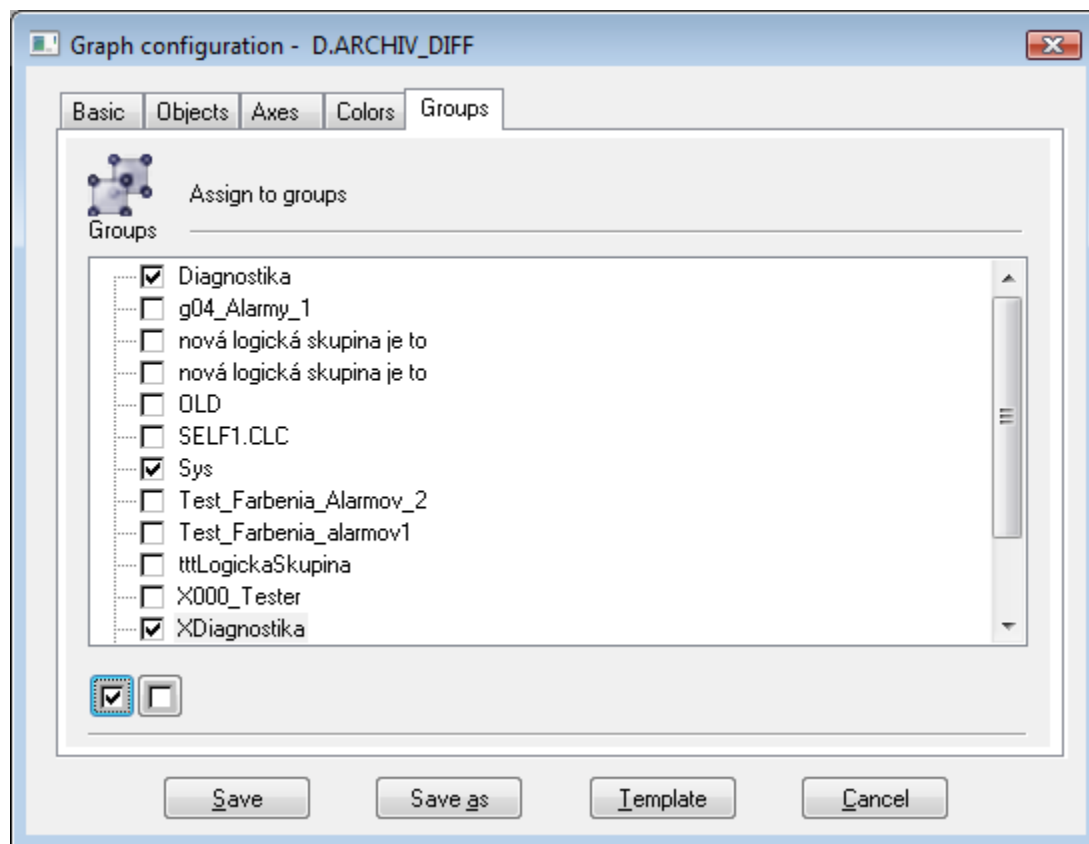 Graph configuration - D.ARCHIV_DIFF
Basic Objects Axes Colors Groups
Assign to groups
Groups
Diagnostika
g04_Alarmy_1
nová logická skupina je to
nová logická skupina je to
OLD
SELF1.CLC
Sys
Test_Farbenia_Alarmov_2
Test_Farbenia_alarmov1
tttLogickaSkupina
X000_Tester
XDiagnostika
Save Save as Template Cancel